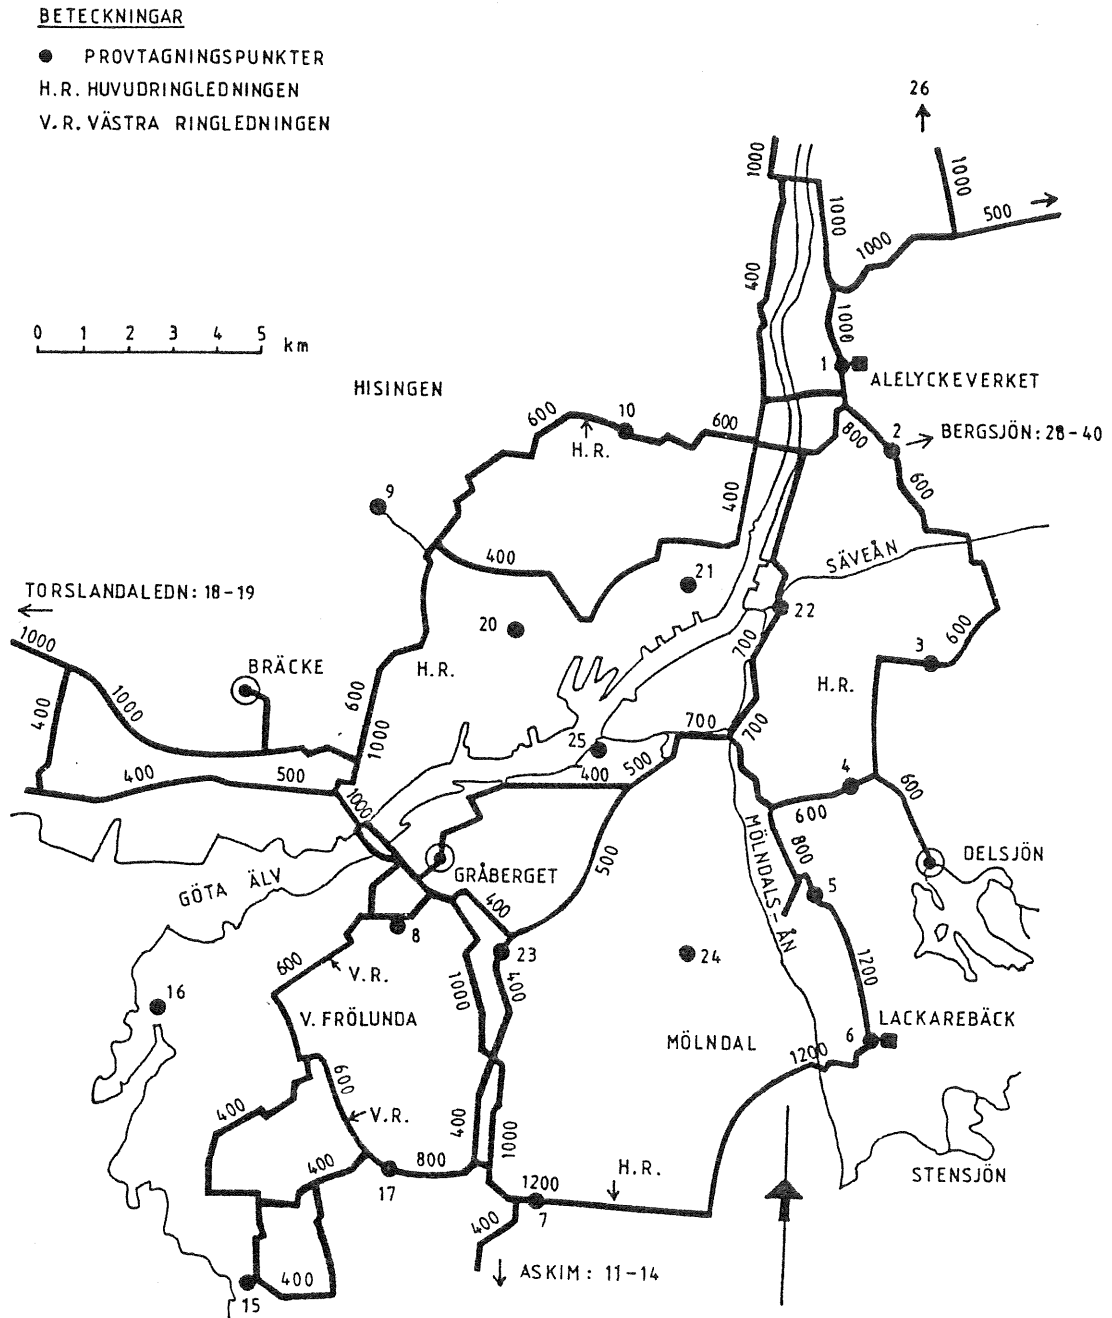 BETECKNINGAR
● PROVTAGNINGSPUNKTER
H.R. HUVUDRINGLEDNINGEN
V.R. VÄSTRA RINGLEDNINGEN
26
1000
1000
1000
500
1000
400
1000
0 1 2 3 4 5 km
1
ALELYCKEVERKET
HISINGEN
600
10
600
800
2
BERGSJÖN: 28-40
H.R.
9
400
600
400
SÄVEÅN
21
TORSLANDALEDN: 18-19
22
20
1000
BRÄCKE
H.R.
700
3
600
H.R.
600
400
1000
1000
700
700
25
500
400
400
500
4
600
600
1000
MÖLNDALS-ÅN
800
DELSJÖN
GÖTA ÄLV
GRÅBERGET
500
5
400
8
23
24
600
V.R.
1000
400
1200
16
V. FRÖLUNDA
LACKAREBÄCK
6
MÖLNDAL
1200
600
400
V.R.
400
1000
400
800
H.R.
STENSJÖN
17
1200
7
400
ASKIM: 11-14
400
15